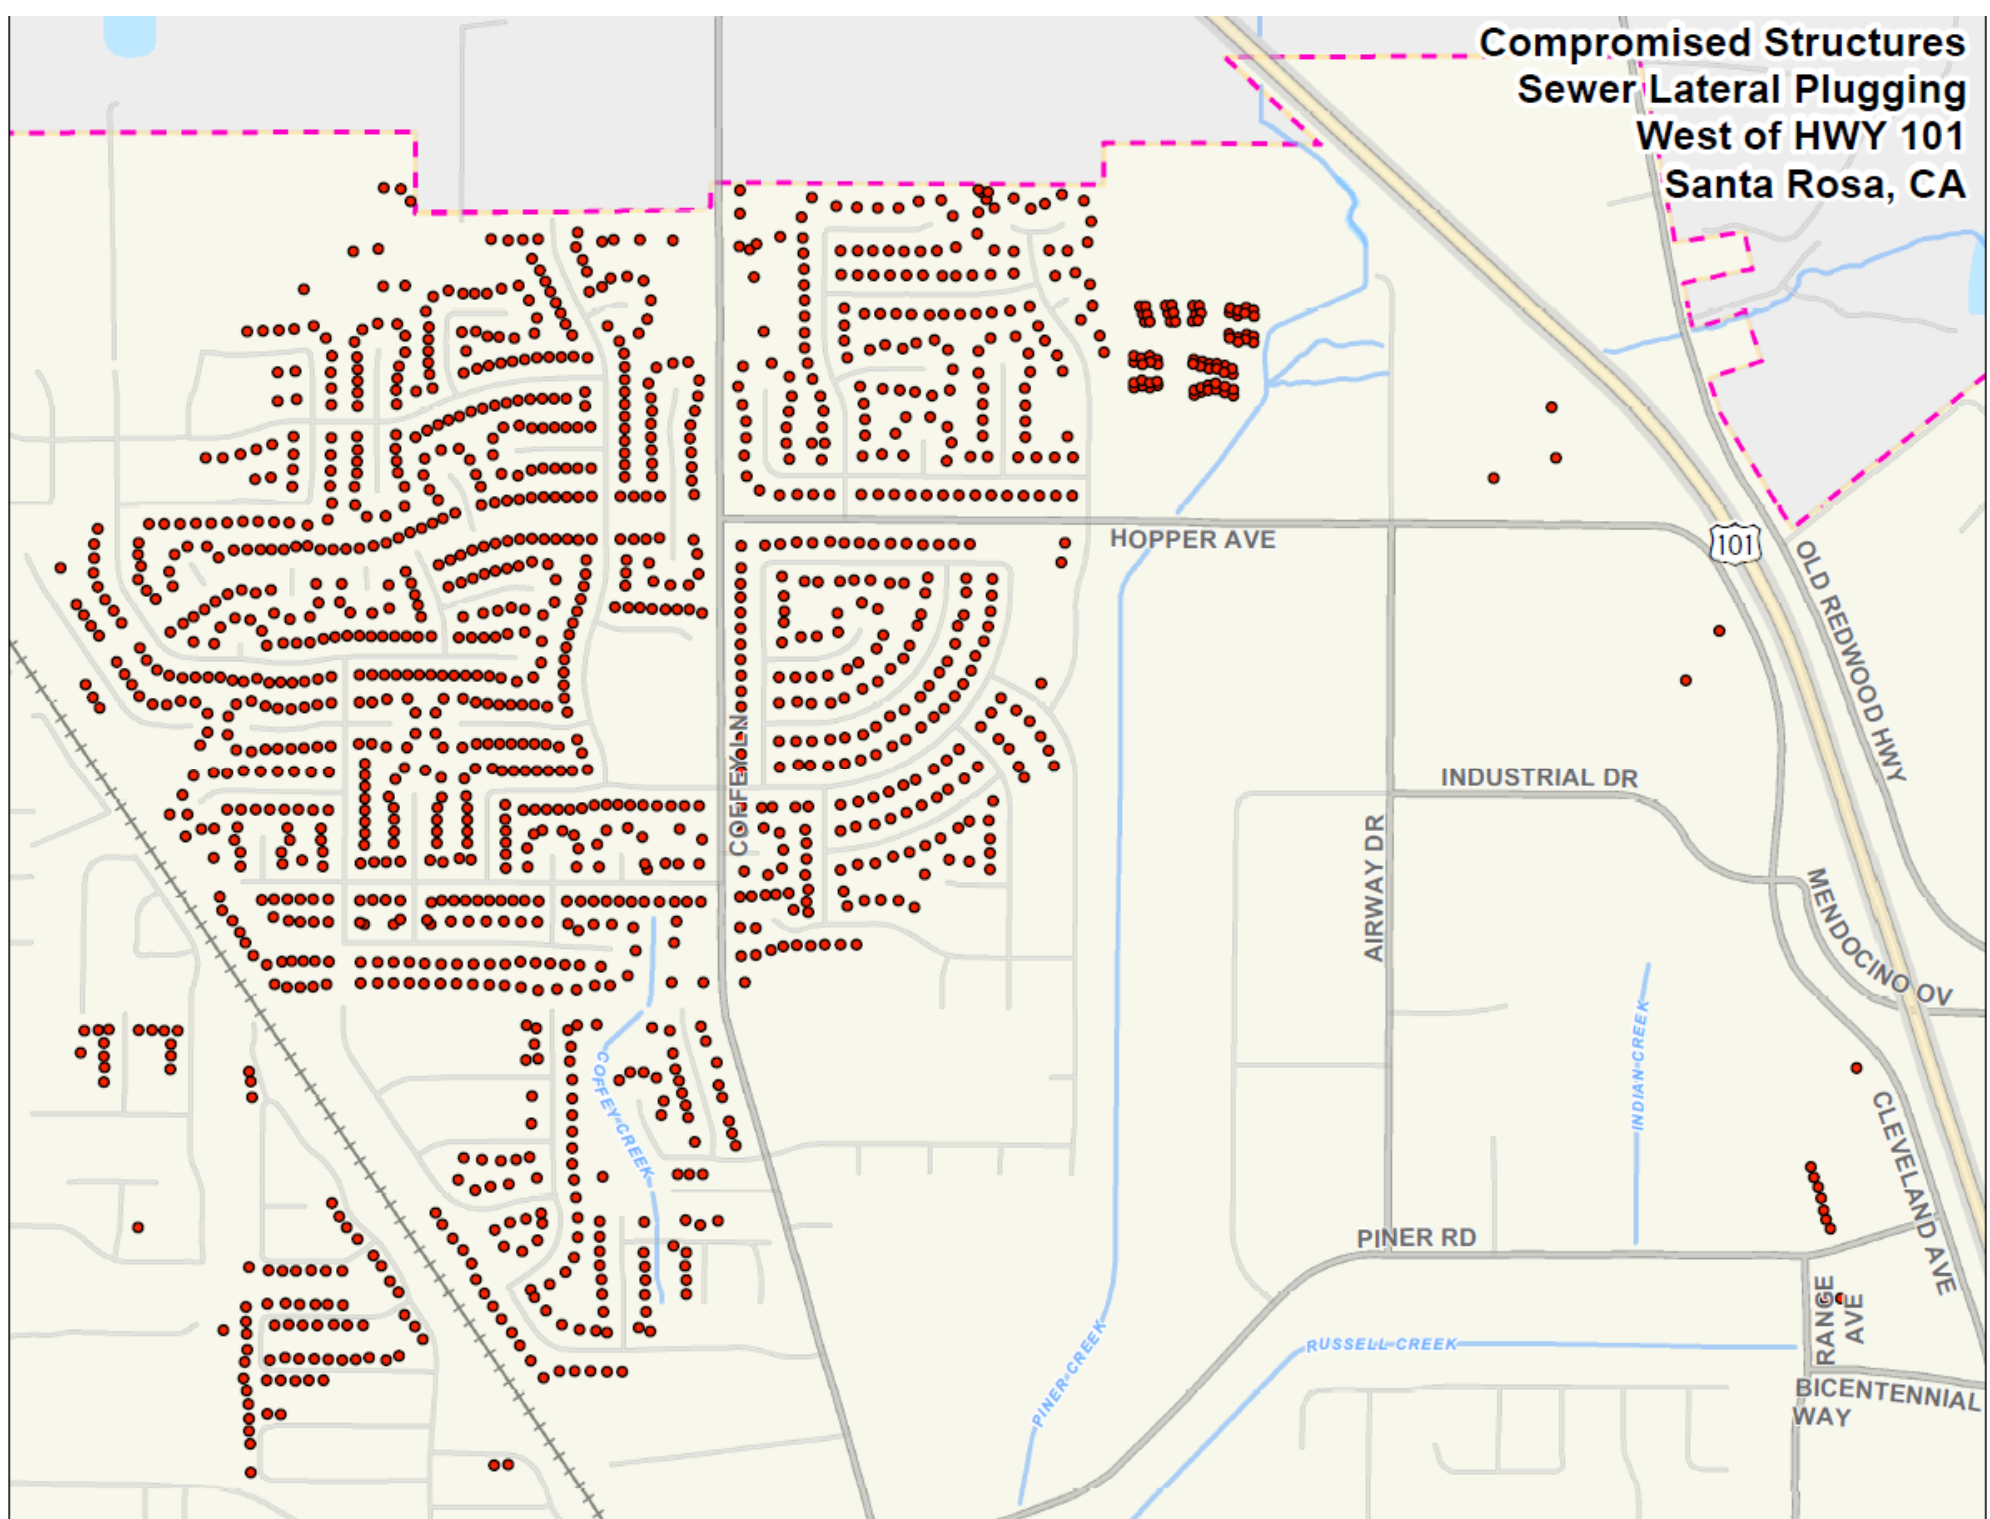 Compromised Structures
Sewer Lateral Plugging
West of HWY 101
Santa Rosa, CA
HOPPER AVE
101
OLD REDWOOD HWY
COFFEY LN
INDUSTRIAL DR
AIRWAY DR
MENDOCINO OV
INDIAN CREEK
COFFEY CREEK
CLEVELAND AVE
PINER RD
RANGE
AVE
PINER CREEK
RUSSELL CREEK
BICENTENNIAL
WAY